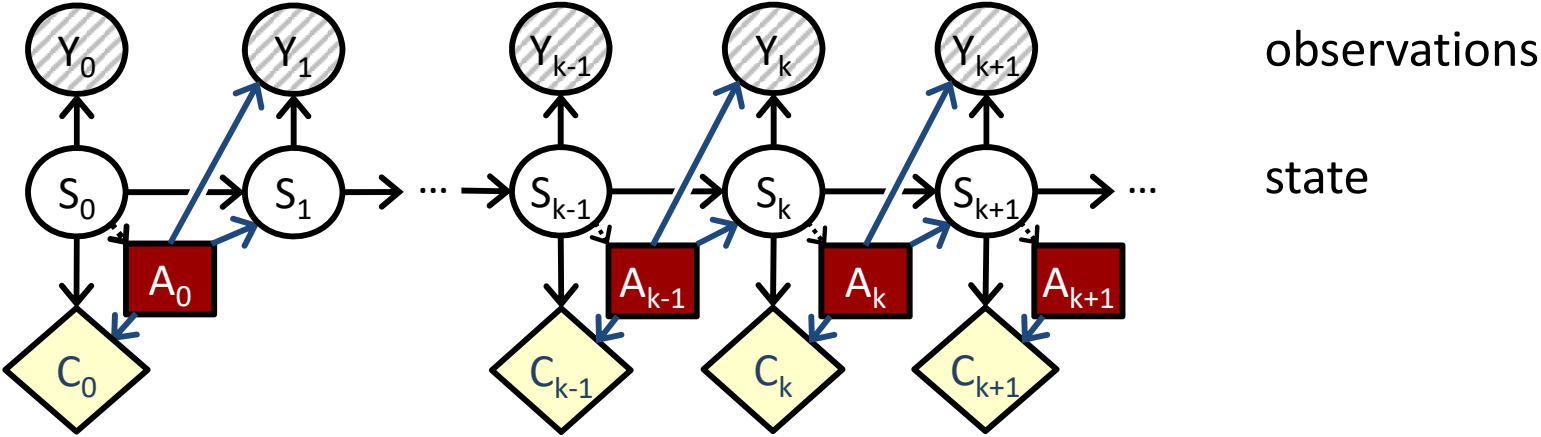 Y0 Y1 Yk-1 Yk Yk+1 observations
S0 S1 ... Sk-1 Sk Sk+1 ... state
A0 Ak-1 Ak Ak+1
C0 Ck-1 Ck Ck+1